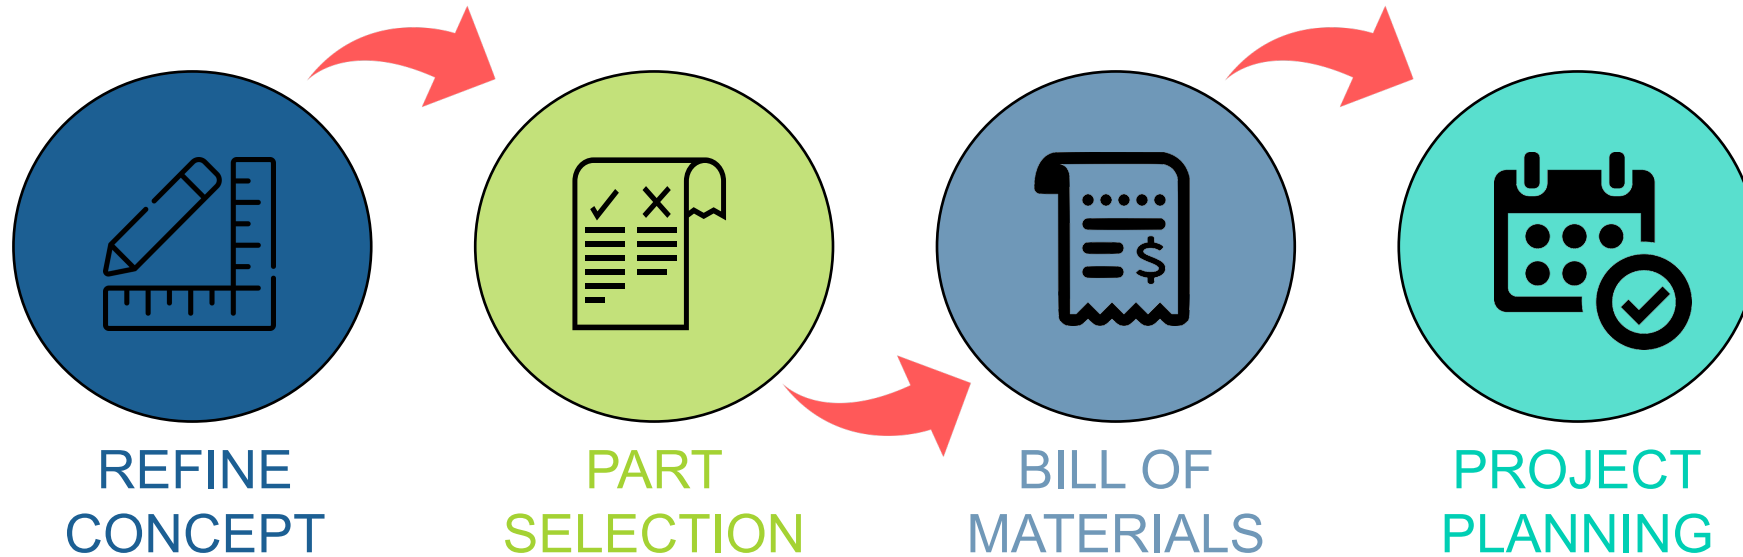 REFINE
CONCEPT
PART
SELECTION
$
BILL OF
MATERIALS
PROJECT
PLANNING